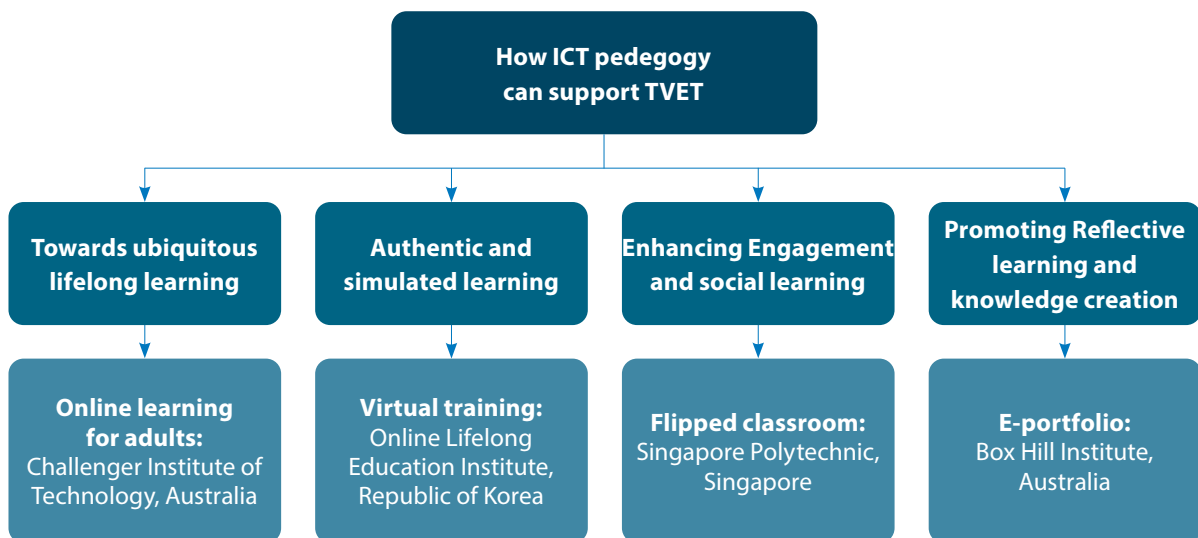 How ICT pedegogy
can support TVET
Towards ubiquitous
lifelong learning
Authentic and
simulated learning
Enhancing Engagement
and social learning
Promoting Reflective
learning and
knowledge creation
Online learning
for adults:
Challenger Institute of
Technology, Australia
Virtual training:
Online Lifelong
Education Institute,
Republic of Korea
Flipped classroom:
Singapore Polytechnic,
Singapore
E-portfolio:
Box Hill Institute,
Australia